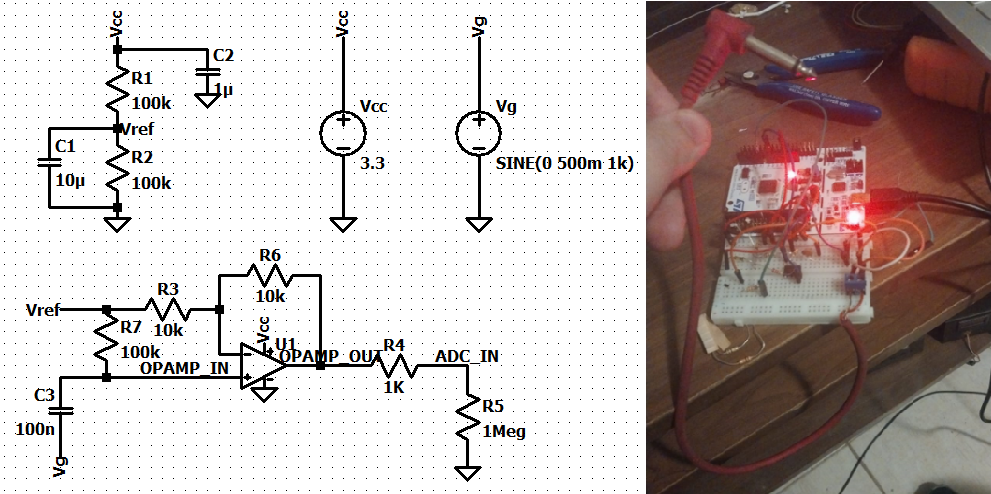 Vcc
C2
1µ
R1
100k
Vref
C1
10µ
R2
100k
Vcc
Vcc
3.3
Vg
Vg
SINE(0 500m 1k)
R6
10k
Vref
R3
10k
R7
100k
OPAMP_IN
Vcc
U1
OPAMP_OUT
R4
1K
ADC_IN
R5
1Meg
C3
100n
Vg